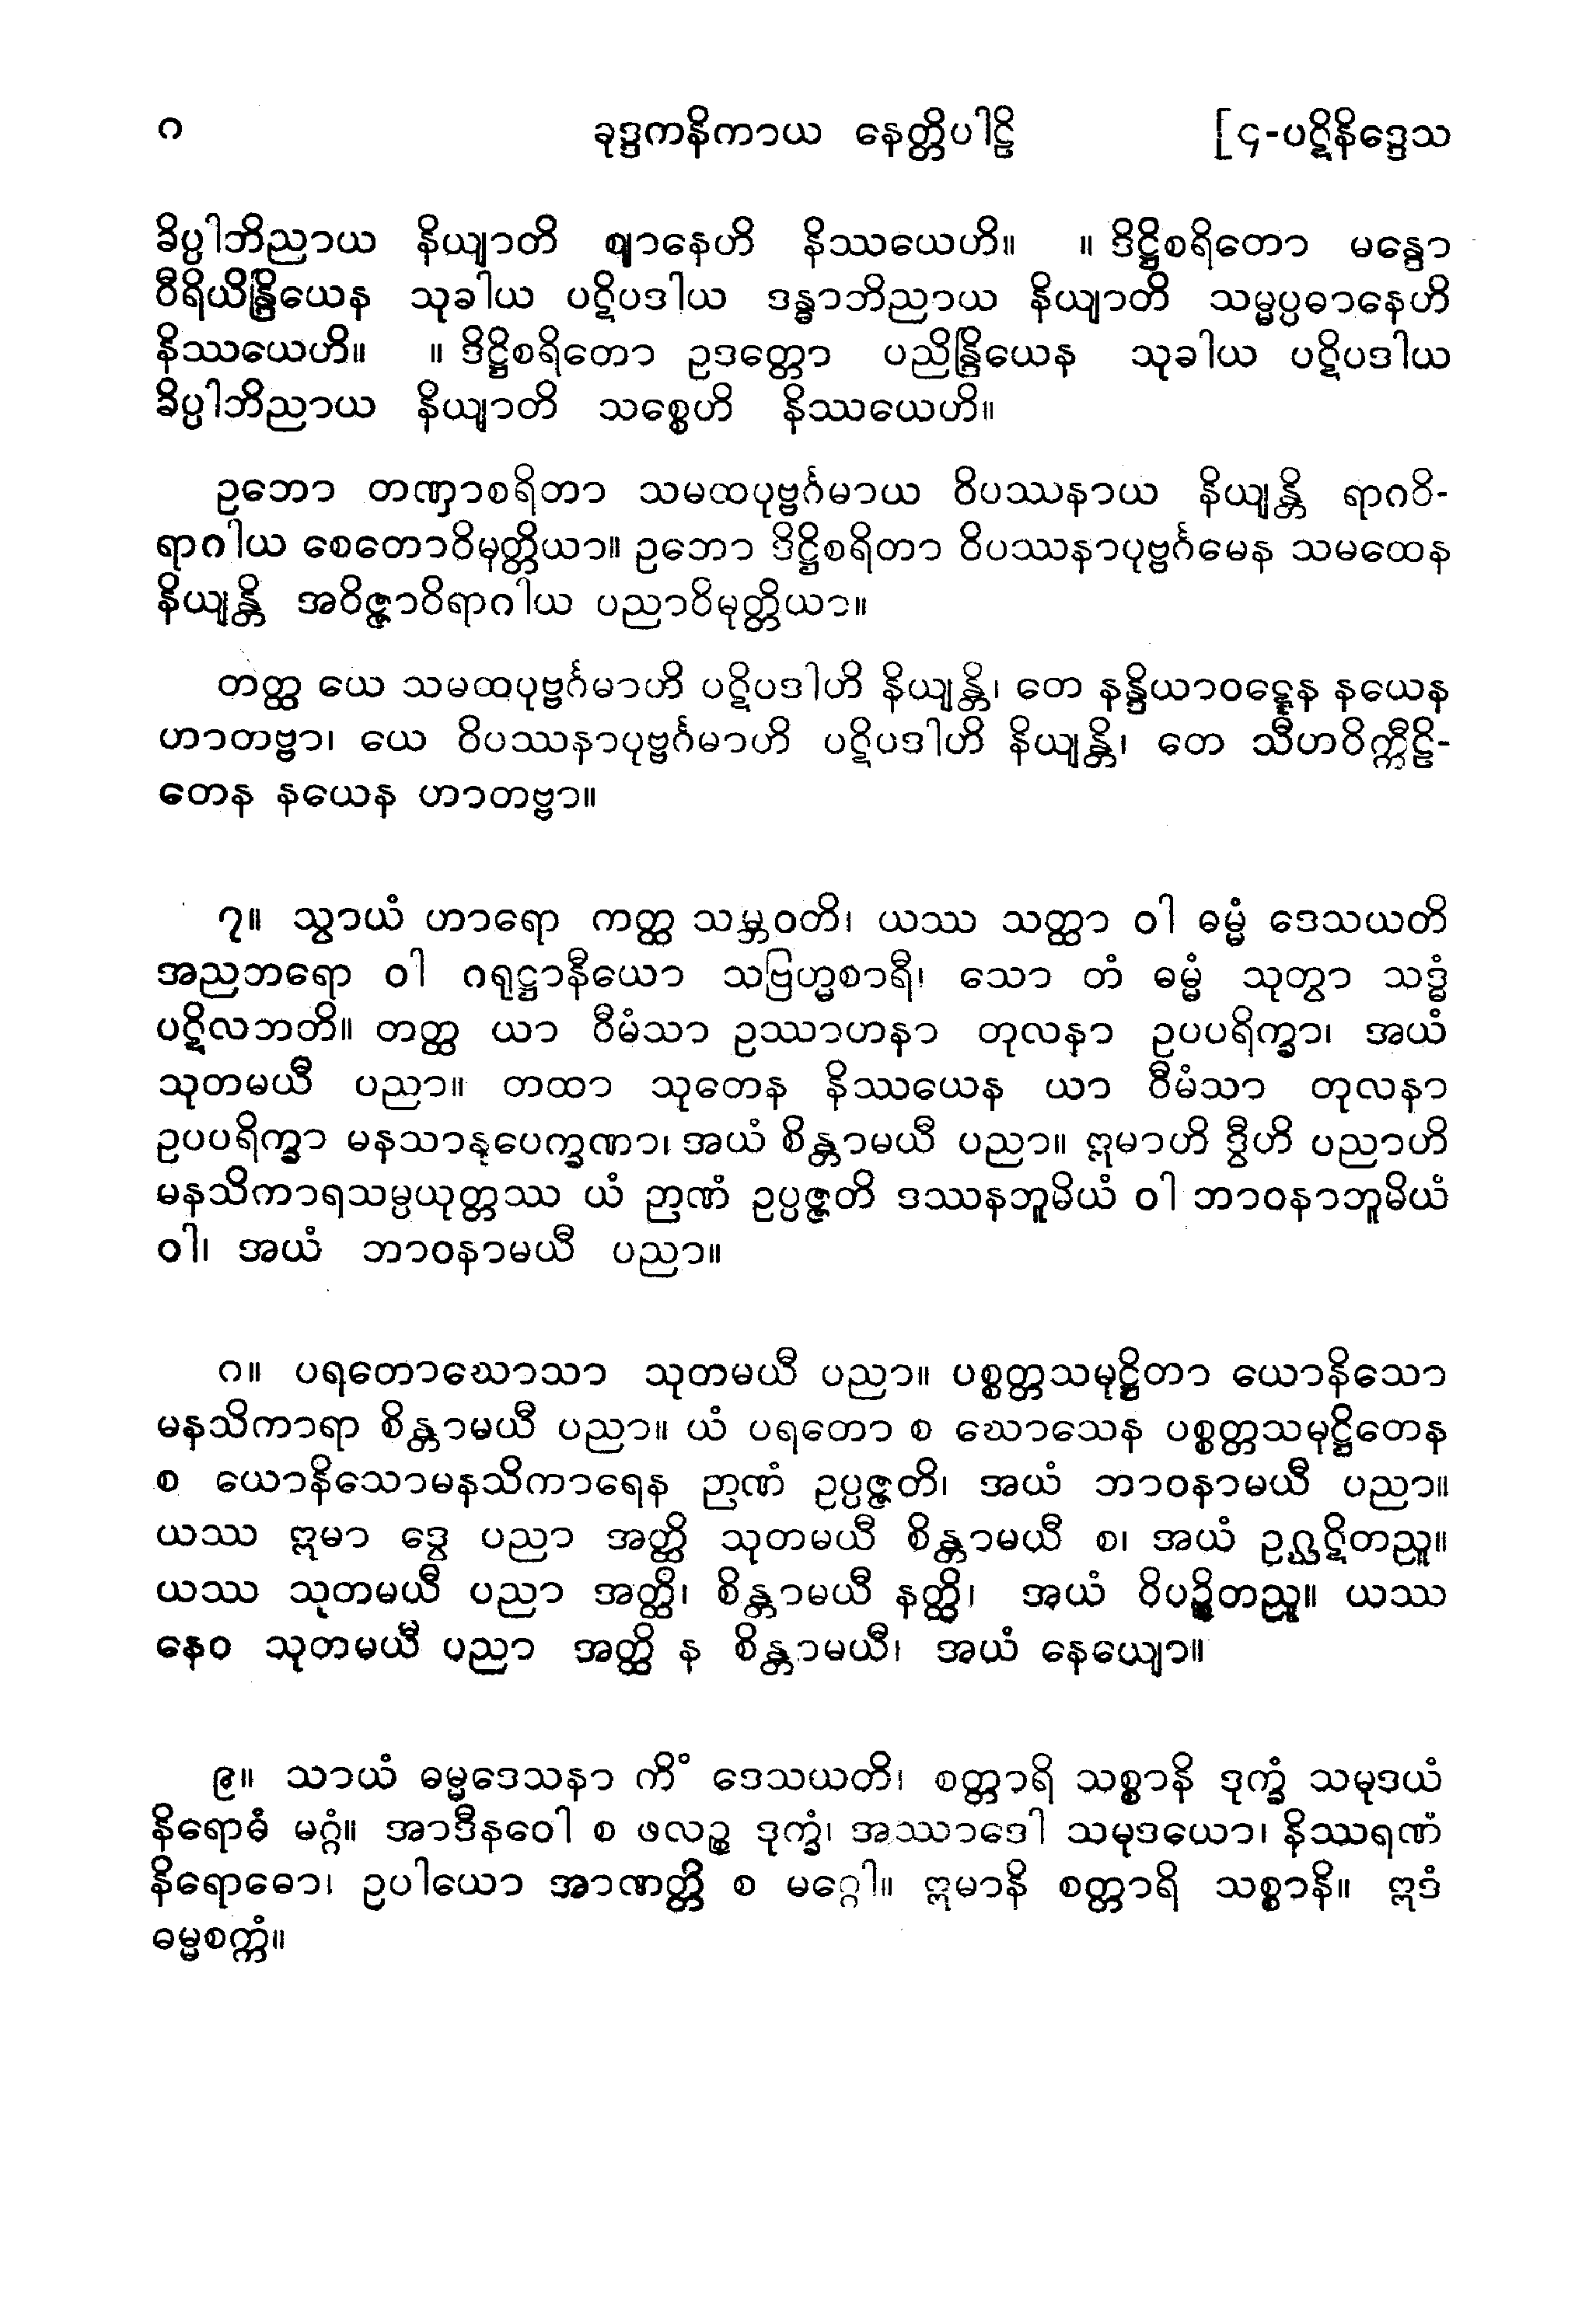 ၈ ခုဒ္ဒကနိကာယ နေတ္တိပါဠိ [၄-ပဋိနိဒ္ဒေသ
ခိပ္ပါဘိညာယ နိယျာတိ ဈာနေဟိ နိဿယေဟိ။ ။ ဒိဋ္ဌိစရိတော မန္ဒော
ဝီရိယိန္ဒြိယေန သုခါယ ပဋိပဒါယ ဒန္ဓာဘိညာယ နိယျာတိ သမ္မပ္ပဓာနေဟိ
နိဿယေဟိ။ ။ ဒိဋ္ဌိစရိတော ဥဒတ္တော ပညိန္ဒြိယေန သုခါယ ပဋိပဒါယ
ခိပ္ပါဘိညာယ နိယျာတိ သစ္စေဟိ နိဿယေဟိ။
ဥဘော တဏှာစရိတာ သမထပုဗ္ဗင်္ဂမာယ ဝိပဿနာယ နိယျန္တိ ရာဂဝိ-
ရာဂါယ စေတောဝိမုတ္တိယာ။ ဥဘော ဒိဋ္ဌိစရိတာ ဝိပဿနာပုဗ္ဗင်္ဂမေန သမထေန
နိယျန္တိ အဝိဇ္ဇာဝိရာဂါယ ပညာဝိမုတ္တိယာ။
တတ္ထ ယေ သမထပုဗ္ဗင်္ဂမာဟိ ပဋိပဒါဟိ နိယျန္တိ၊ တေ နန္ဒိယာဝဋ္ဋေန နယေန
ဟာတဗ္ဗာ၊ ယေ ဝိပဿနာပုဗ္ဗင်္ဂမာဟိ ပဋိပဒါဟိ နိယျန္တိ၊ တေ သီဟဝိက္ကီဠိ-
တေန နယေန ဟာတဗ္ဗာ။
၇။ သွာယံ ဟာရော ကတ္ထ သမ္ဘဝတိ၊ ယဿ သတ္ထာ ဝါ ဓမ္မံ ဒေသယတိ
အညဘရော ဝါ ဂရုဋ္ဌာနီယော သဗြဟ္မစာရီ၊ သော တံ ဓမ္မံ သုတွာ သဒ္ဓံ
ပဋိလဘတိ။ တတ္ထ ယာ ဝီမံသာ ဥဿာဟနာ တုလနာ ဥပပရိက္ခာ၊ အယံ
သုတမယီ ပညာ။ တထာ သုတေန နိဿယေန ယာ ဝီမံသာ တုလနာ
ဥပပရိက္ခာ မနသာနုပေက္ခဏာ၊ အယံ စိန္တာမယီ ပညာ။ ဣမာဟိ ဒွီဟိ ပညာဟိ
မနသိကာရသမ္ပယုတ္တဿ ယံ ဉာဏံ ဥပ္ပဇ္ဇတိ ဒဿနဘူမိယံ ဝါ ဘာဝနာဘူမိယံ
ဝါ၊ အယံ ဘာဝနာမယီ ပညာ။
၈။ ပရတောဃောသာ သုတမယီ ပညာ။ ပစ္စတ္တသမုဋ္ဌိတာ ယောနိသော
မနသိကာရာ စိန္တာမယီ ပညာ။ ယံ ပရတော စ ဃောသေန ပစ္စတ္တသမုဋ္ဌိတေန
စ ယောနိသောမနသိကာရေန ဉာဏံ ဥပ္ပဇ္ဇတိ၊ အယံ ဘာဝနာမယီ ပညာ။
ယဿ ဣမာ ဒွေ ပညာ အတ္ထိ သုတမယီ စိန္တာမယီ စ၊ အယံ ဥဂ္ဃဋိတညူ။
ယဿ သုတမယီ ပညာ အတ္ထိ၊ စိန္တာမယီ နတ္ထိ၊ အယံ ဝိပဉ္စိတညူ။ ယဿ
နေဝ သုတမယီ ပညာ အတ္ထိ န စိန္တာမယီ၊ အယံ နေယျော။
၉။ သာယံ ဓမ္မဒေသနာ ကိံ ဒေသယတိ၊ စတ္တာရိ သစ္စာနိ ဒုက္ခံ သမုဒယံ
နိရောဓံ မဂ္ဂံ။ အာဒီနဝေါ စ ဖလဉ္စ ဒုက္ခံ၊ အဿာဒေါ သမုဒယော၊ နိဿရဏံ
နိရောဓော၊ ဥပါယော အာဏတ္တိ စ မဂ္ဂေါ။ ဣမာနိ စတ္တာရိ သစ္စာနိ။ ဣဒံ
ဓမ္မစက္ကံ။